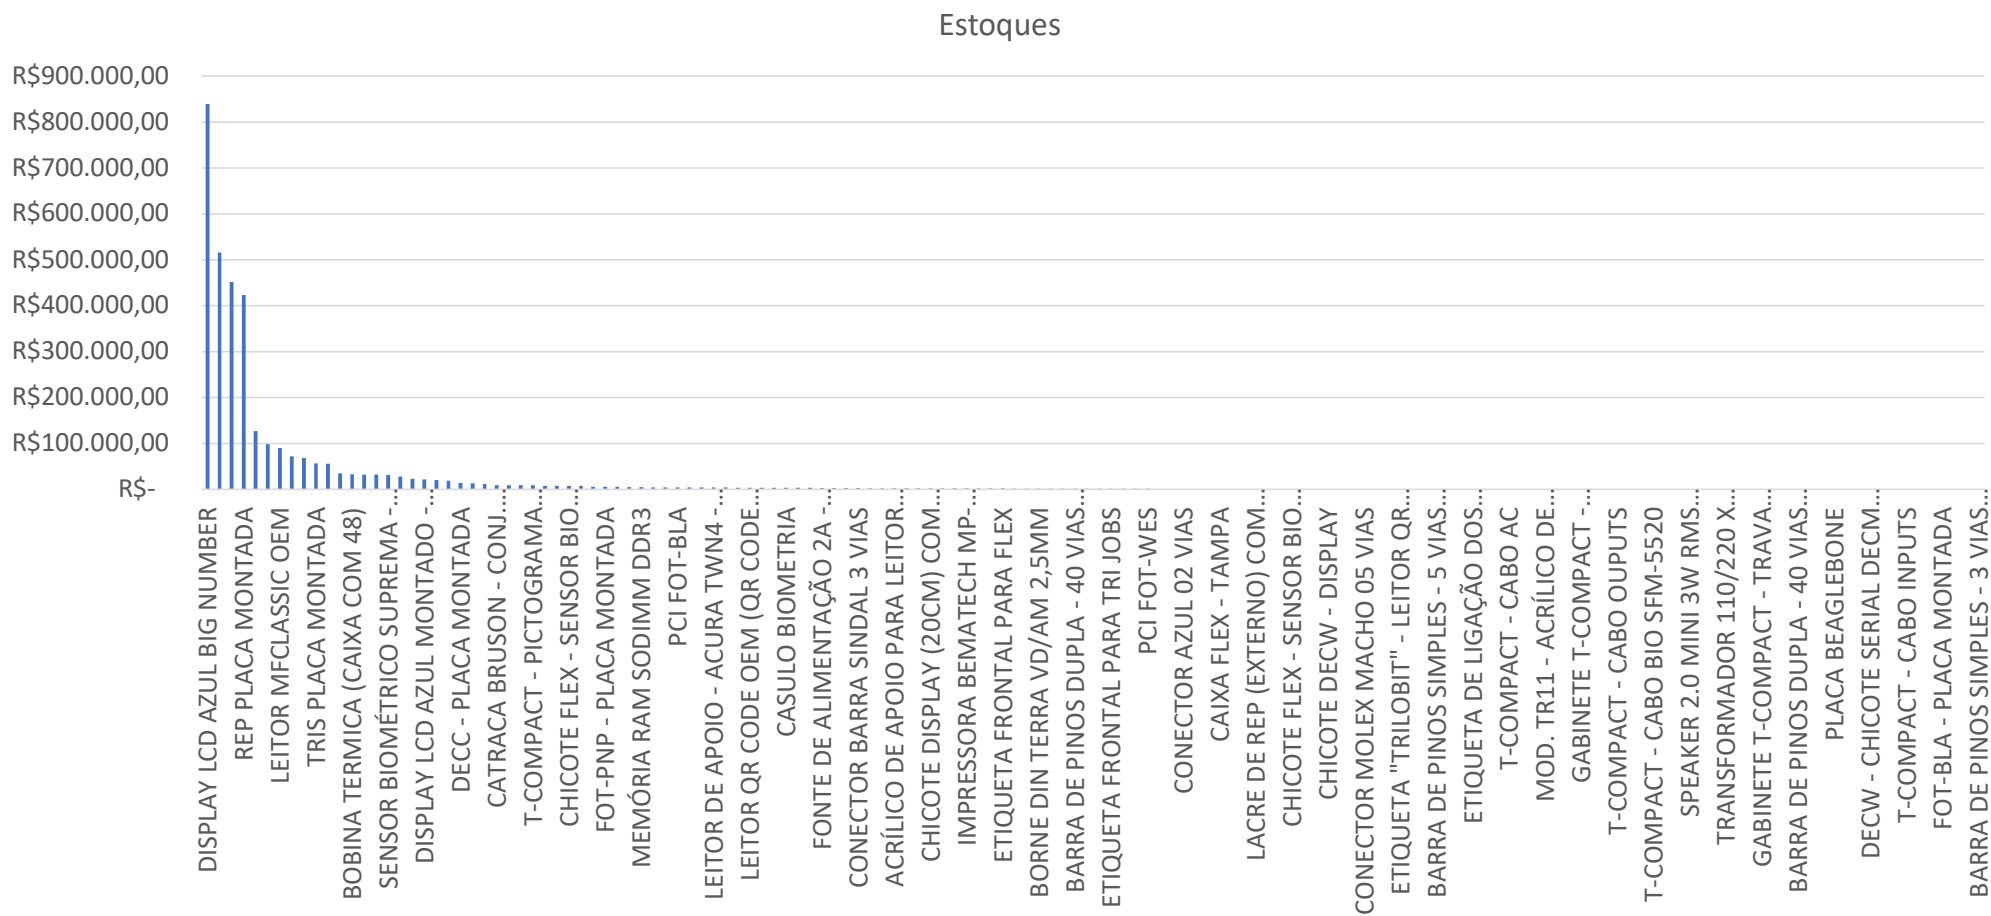 Estoques
R$900.000,00
R$800.000,00
R$700.000,00
R$600.000,00
R$500.000,00
R$400.000,00
R$300.000,00
R$200.000,00
R$100.000,00
R$-
DISPLAY LCD AZUL BIG NUMBER
REP PLACA MONTADA
LEITOR MFCLASSIC OEM
TRIS PLACA MONTADA
BOBINA TERMICA (CAIXA COM 48)
SENSOR BIOMÉTRICO SUPREMA -…
DISPLAY LCD AZUL MONTADO -…
DECC - PLACA MONTADA
CATRACA BRUSON - CONJ…
T-COMPACT - PICTOGRAMA…
CHICOTE FLEX - SENSOR BIO…
FOT-PNP - PLACA MONTADA
MEMÓRIA RAM SODIMM DDR3
PCI FOT-BLA
LEITOR DE APOIO - ACURA TWN4 -…
LEITOR QR CODE OEM (QR CODE…
CASULO BIOMETRIA
FONTE DE ALIMENTAÇÃO 2A -…
CONECTOR BARRA SINDAL 3 VIAS
ACRÍLICO DE APOIO PARA LEITOR…
CHICOTE DISPLAY (20CM) COM…
IMPRESSORA BEMATECH MP-…
ETIQUETA FRONTAL PARA FLEX
BORNE DIN TERRA VD/AM 2,5MM
BARRA DE PINOS DUPLA - 40 VIAS…
ETIQUETA FRONTAL PARA TRI JOBS
PCI FOT-WES
CONECTOR AZUL 02 VIAS
CAIXA FLEX - TAMPA
LACRE DE REP (EXTERNO) COM…
CHICOTE FLEX - SENSOR BIO…
CHICOTE DECW - DISPLAY
CONECTOR MOLEX MACHO 05 VIAS
ETIQUETA "TRILOBIT" - LEITOR QR…
BARRA DE PINOS SIMPLES - 5 VIAS…
ETIQUETA DE LIGAÇÃO DOS…
T-COMPACT - CABO AC
MOD. TR11 - ACRÍLICO DE…
GABINETE T-COMPACT -…
T-COMPACT - CABO OUPUTS
T-COMPACT - CABO BIO SFM-5520
SPEAKER 2.0 MINI 3W RMS…
TRANSFORMADOR 110/220 X…
GABINETE T-COMPACT - TRAVA…
BARRA DE PINOS DUPLA - 40 VIAS…
PLACA BEAGLEBONE
DECW - CHICOTE SERIAL DECM…
T-COMPACT - CABO INPUTS
FOT-BLA - PLACA MONTADA
BARRA DE PINOS SIMPLES - 3 VIAS…